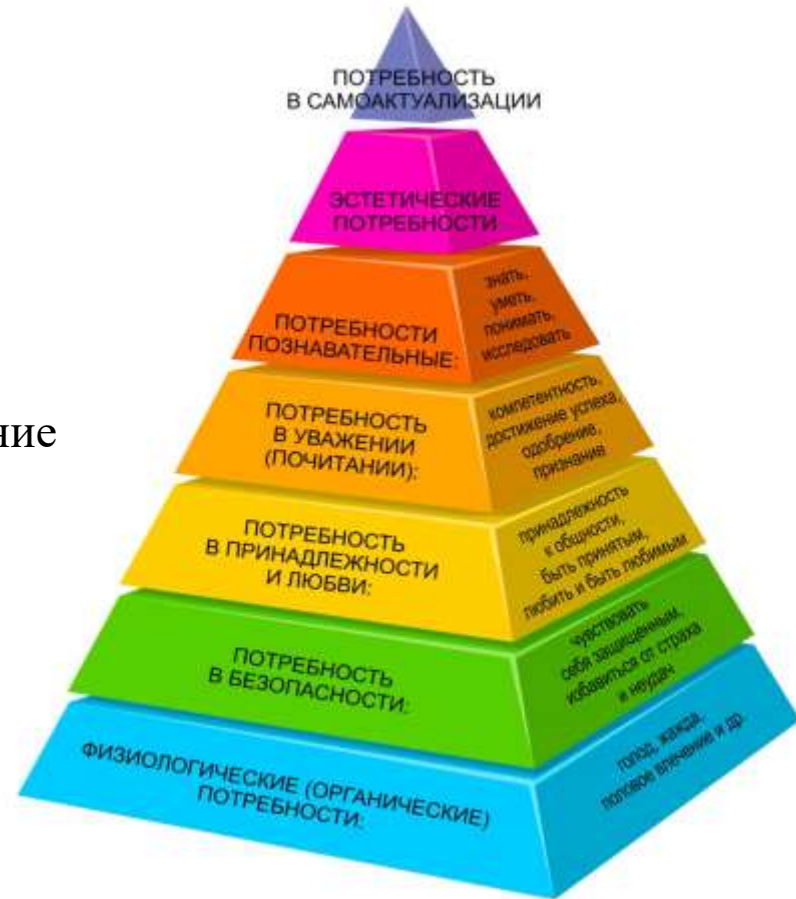 ПОТРЕБНОСТЬ
В САМОАКТУАЛИЗАЦИИ
ЭСТЕТИЧЕСКИЕ
ПОТРЕБНОСТИ
ПОТРЕБНОСТИ
ПОЗНАВАТЕЛЬНЫЕ:
знать,
уметь,
понимать,
исследовать
ние
ПОТРЕБНОСТЬ
В УВАЖЕНИИ
(ПОЧИТАНИИ):
компетентность,
достижение успеха,
одобрение,
признание
ПОТРЕБНОСТЬ
В ПРИНАДЛЕЖНОСТИ
И ЛЮБВИ:
принадлежность
к общности,
быть принятым,
любить и быть любимым
ПОТРЕБНОСТЬ
В БЕЗОПАСНОСТИ:
чувствовать
себя защищённым,
избавиться от страха
и неудач
ФИЗИОЛОГИЧЕСКИЕ (ОРГАНИЧЕСКИЕ)
ПОТРЕБНОСТИ:
голод, жажда,
половое влечение и др.